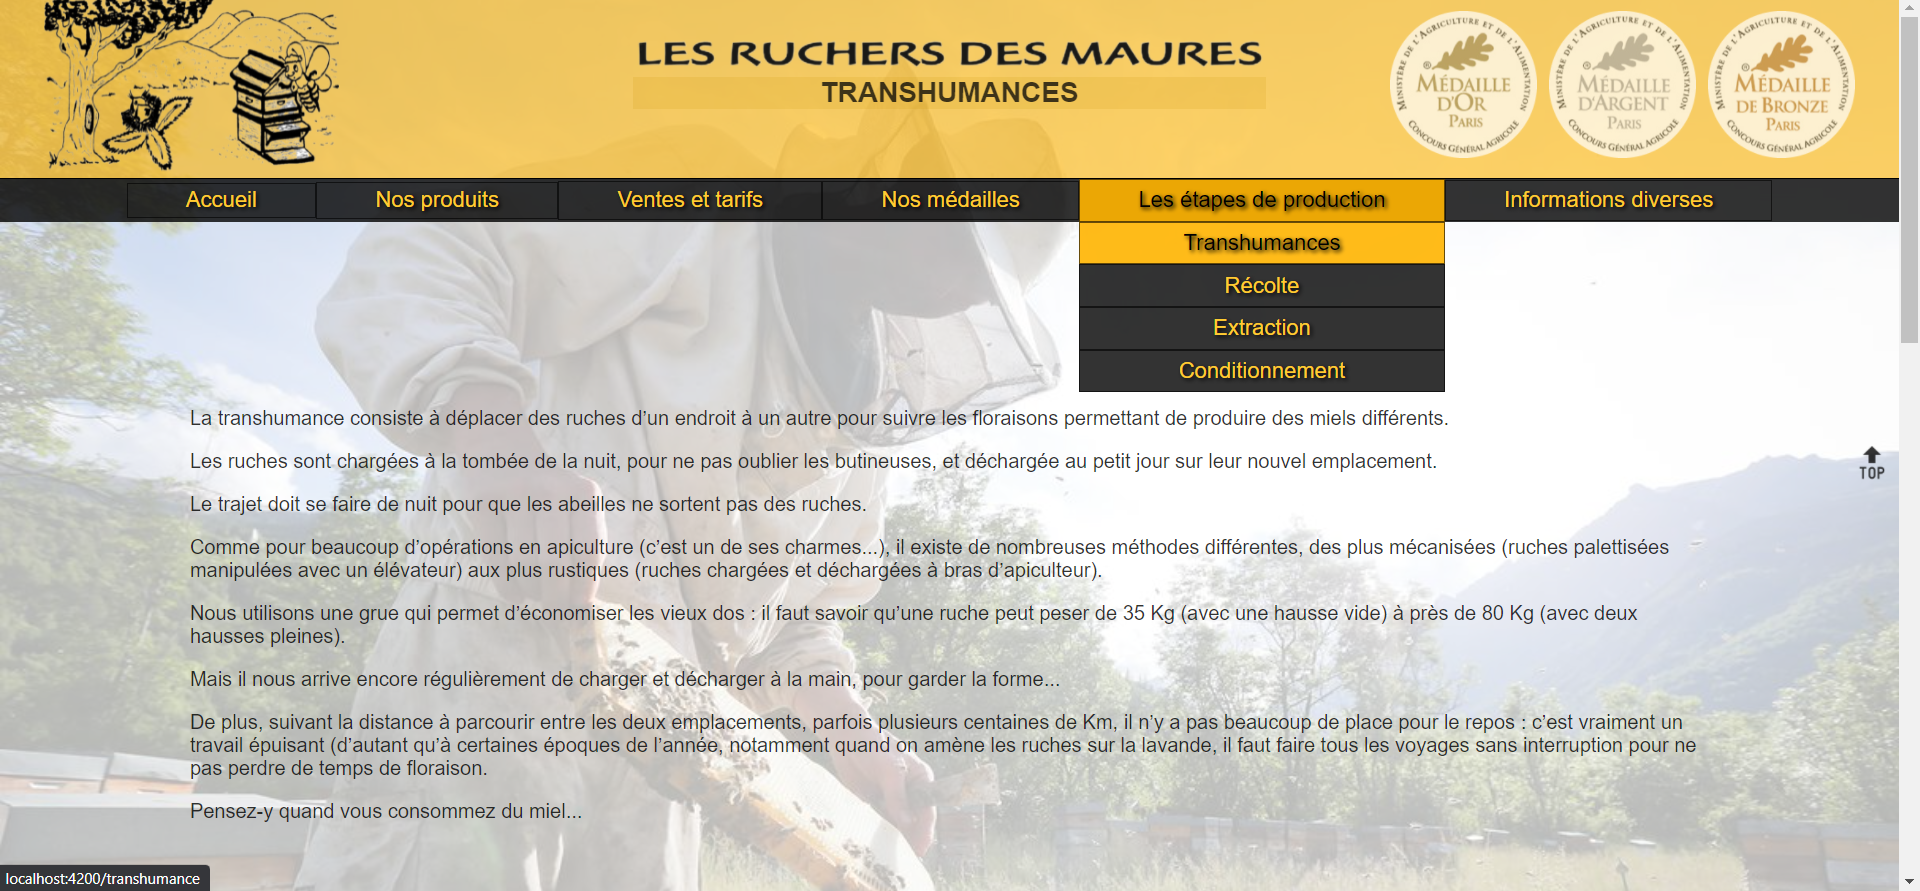 LES RUCHERS DES MAURES
TRANSHUMANCES
MINISTÈRE DE L'AGRICULTURE ET DE L'ALIMENTATION
MÉDAILLE
D'OR
PARIS
CONCOURS GÉNÉRAL AGRICOLE
MINISTÈRE DE L'AGRICULTURE ET DE L'ALIMENTATION
MÉDAILLE
D'ARGENT
PARIS
CONCOURS GÉNÉRAL AGRICOLE
MINISTÈRE DE L'AGRICULTURE ET DE L'ALIMENTATION
MÉDAILLE
DE BRONZE
PARIS
CONCOURS GÉNÉRAL AGRICOLE
Accueil
Nos produits
Ventes et tarifs
Nos médailles
Les étapes de production
Informations diverses
Transhumances
Récolte
Extraction
Conditionnement
La transhumance consiste à déplacer des ruches d’un endroit à un autre pour suivre les floraisons permettant de produire des miels différents.
Les ruches sont chargées à la tombée de la nuit, pour ne pas oublier les butineuses, et déchargée au petit jour sur leur nouvel emplacement.
TOP
Le trajet doit se faire de nuit pour que les abeilles ne sortent pas des ruches.
Comme pour beaucoup d’opérations en apiculture (c’est un de ses charmes...), il existe de nombreuses méthodes différentes, des plus mécanisées (ruches palettisées
manipulées avec un élévateur) aux plus rustiques (ruches chargées et déchargées à bras d’apiculteur).
Nous utilisons une grue qui permet d’économiser les vieux dos : il faut savoir qu’une ruche peut peser de 35 Kg (avec une hausse vide) à près de 80 Kg (avec deux
hausses pleines).
Mais il nous arrive encore régulièrement de charger et décharger à la main, pour garder la forme...
De plus, suivant la distance à parcourir entre les deux emplacements, parfois plusieurs centaines de Km, il n’y a pas beaucoup de place pour le repos : c’est vraiment un
travail épuisant (d’autant qu’à certaines époques de l’année, notamment quand on amène les ruches sur la lavande, il faut faire tous les voyages sans interruption pour ne
pas perdre de temps de floraison.
Pensez-y quand vous consommez du miel...
localhost:4200/transhumance